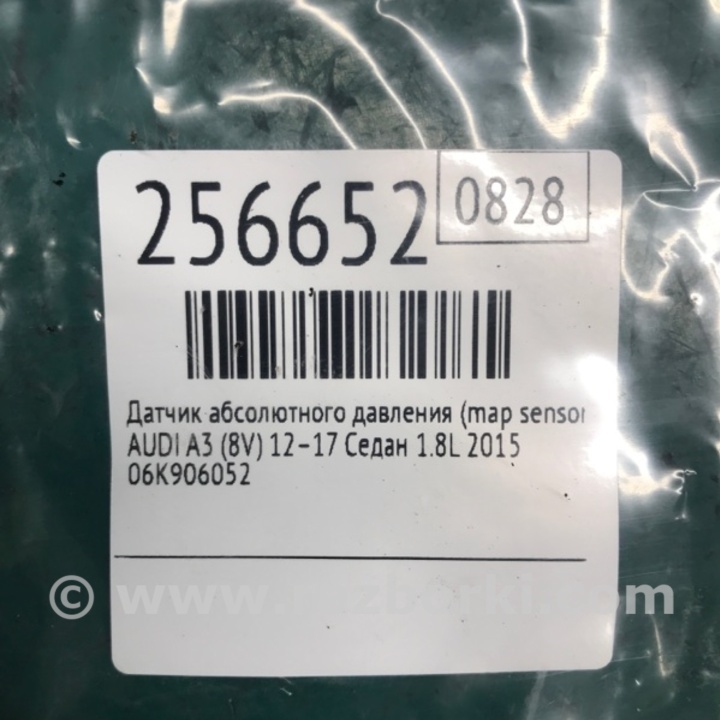 256652 0828
Датчик абсолютного давления (map sensor
AUDI A3 (8V) 12-17 Седан 1.8L 2015
06K906052
©